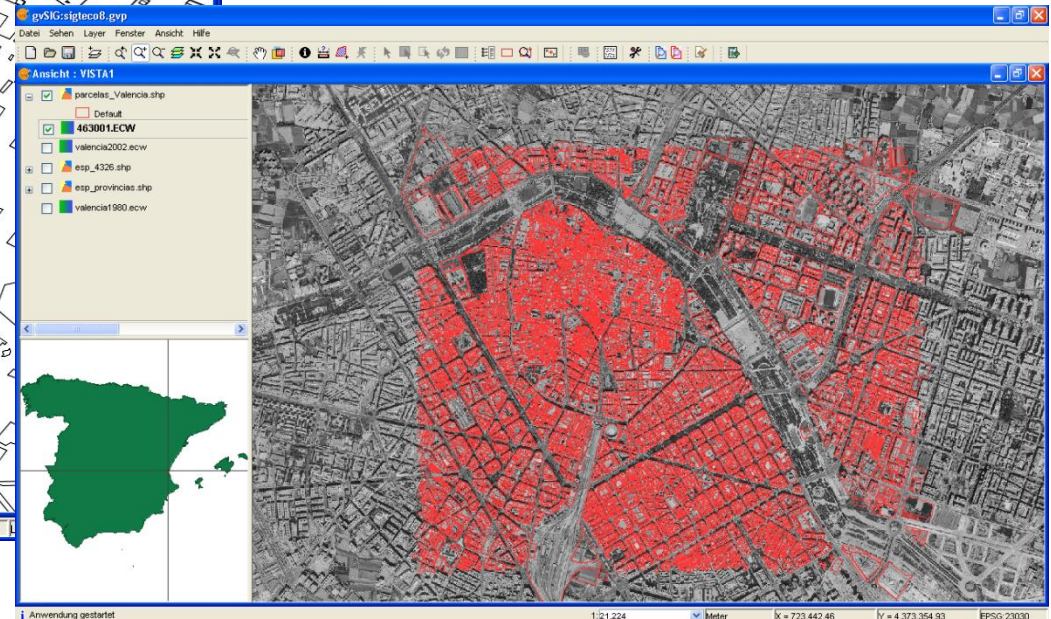 gvSIG:sigteco8.gvp
Datei Sehen Layer Fenster Ansicht Hilfe
Ansicht : VISTA1
parcelas_Valencia.shp
Default
463001.ECW
valencia2002.ecw
esp_4326.shp
esp_provincias.shp
valencia1980.ecw
Anwendung gestartet
1:21.224
Meter
X = 723.442,46
Y = 4.373.354,93
EPSG:23030